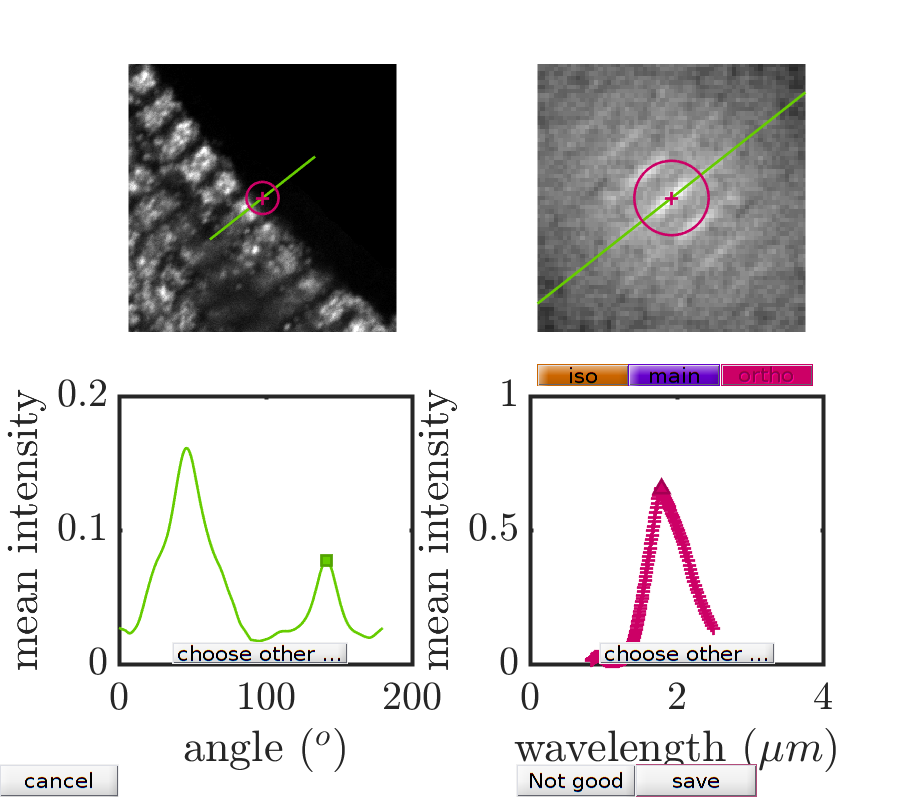 iso main ortho
0.2
0.1
0
mean intensity
choose other ...
0 100 200
angle (o)
1
0.5
0
mean intensity
choose other ...
0 2 4
wavelength (μm)
cancel
Not good save